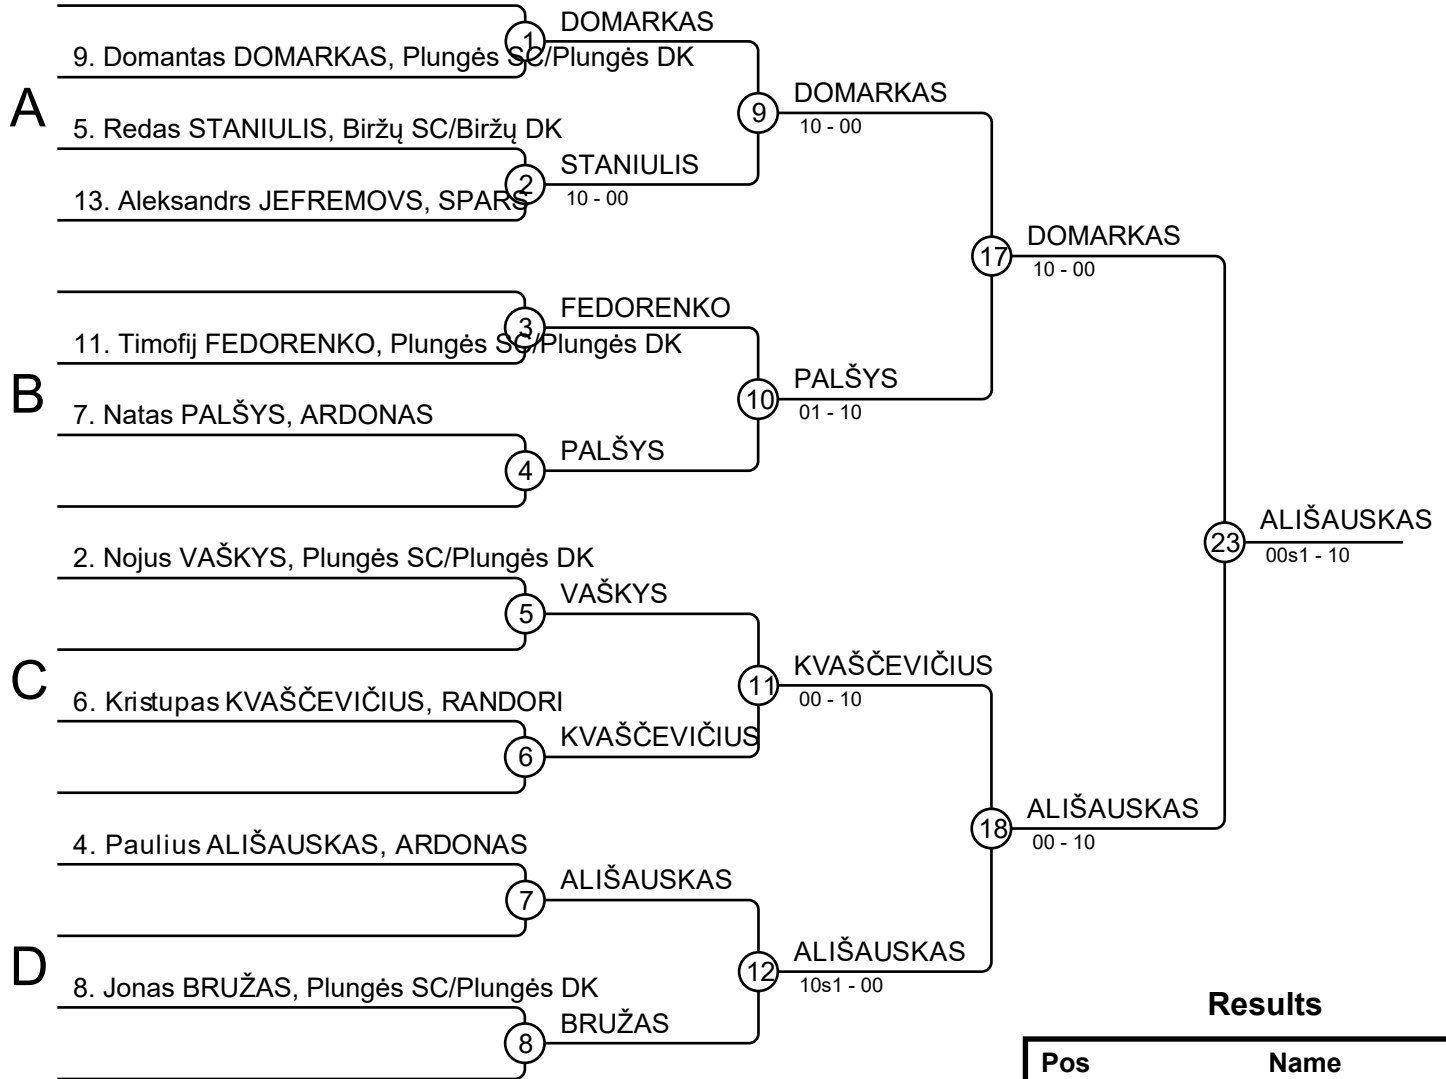 DOMARKAS
1
9. Domantas DOMARKAS, Plungės SC/Plungės DK
A
DOMARKAS
9
10 - 00
5. Redas STANIULIS, Biržų SC/Biržų DK
STANIULIS
2
10 - 00
13. Aleksandrs JEFREMOVS, SPARS
DOMARKAS
17
10 - 00
FEDORENKO
3
11. Timofij FEDORENKO, Plungės SC/Plungės DK
B
PALŠYS
10
01 - 10
7. Natas PALŠYS, ARDONAS
PALŠYS
4
ALIŠAUSKAS
23
00s1 - 10
2. Nojus VAŠKYS, Plungės SC/Plungės DK
VAŠKYS
5
C
KVAŠČEVIČIUS
11
00 - 10
6. Kristupas KVAŠČEVIČIUS, RANDORI
KVAŠČEVIČIUS
6
ALIŠAUSKAS
18
00 - 10
4. Paulius ALIŠAUSKAS, ARDONAS
ALIŠAUSKAS
7
D
ALIŠAUSKAS
12
10s1 - 00
8. Jonas BRUŽAS, Plungės SC/Plungės DK
BRUŽAS
8
Results
Pos Name